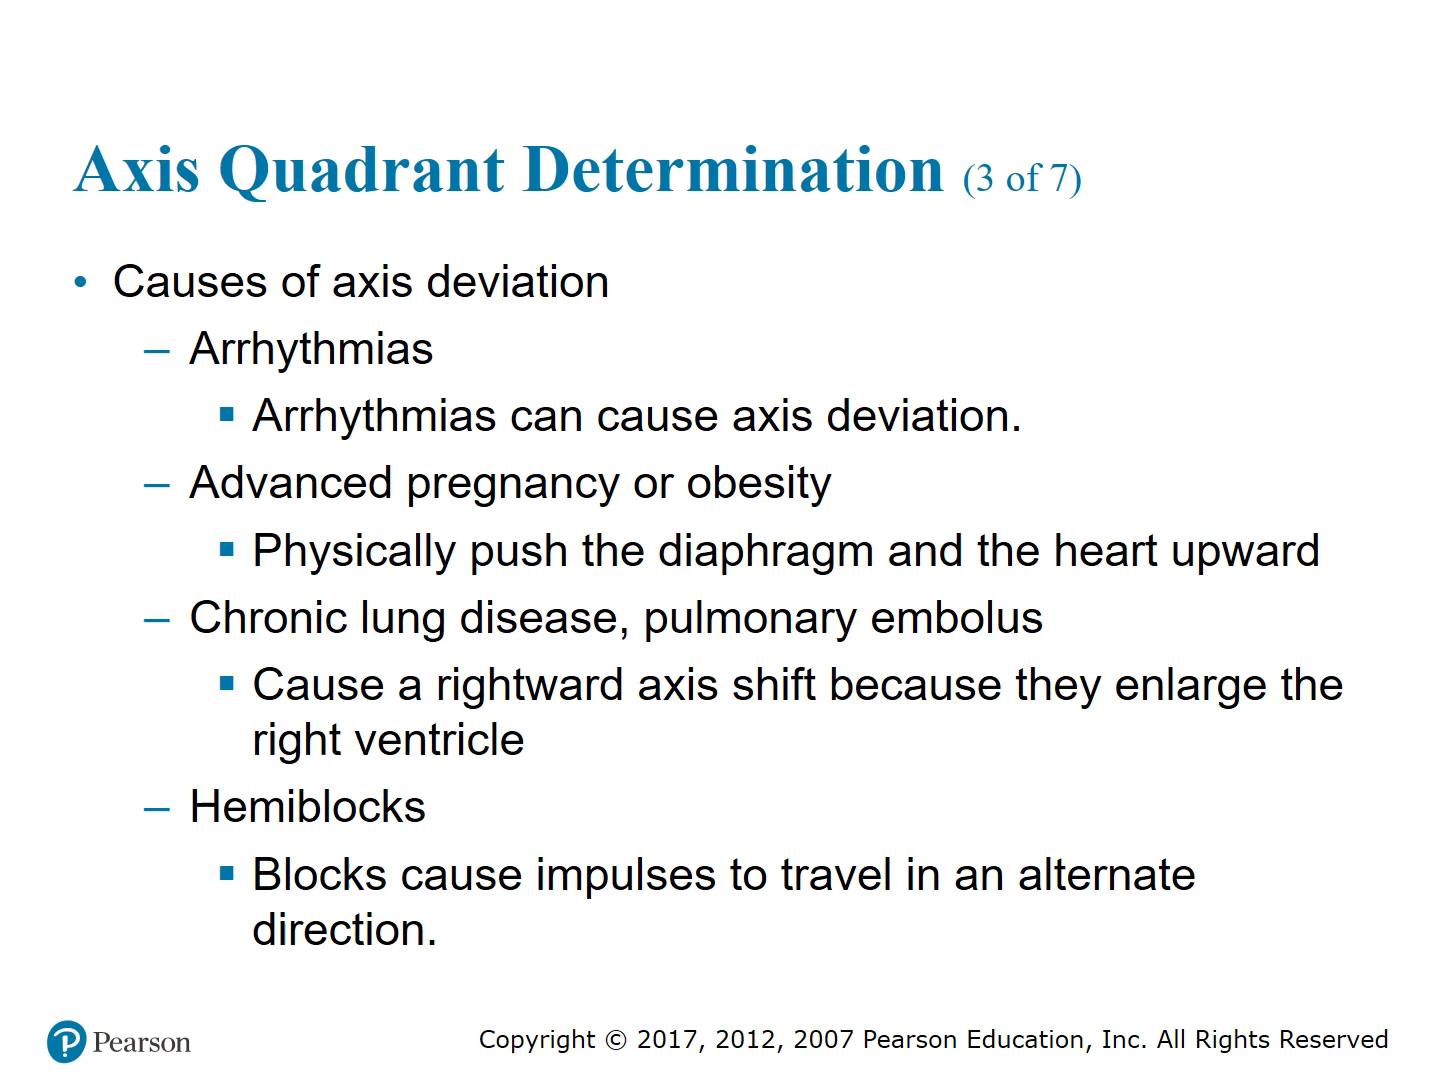 Axis Quadrant Determination (3 of 7)
• Causes of axis deviation
– Arrhythmias
▪ Arrhythmias can cause axis deviation.
– Advanced pregnancy or obesity
▪ Physically push the diaphragm and the heart upward
– Chronic lung disease, pulmonary embolus
▪ Cause a rightward axis shift because they enlarge the
right ventricle
– Hemiblocks
▪ Blocks cause impulses to travel in an alternate
direction.
Pearson
Copyright © 2017, 2012, 2007 Pearson Education, Inc. All Rights Reserved